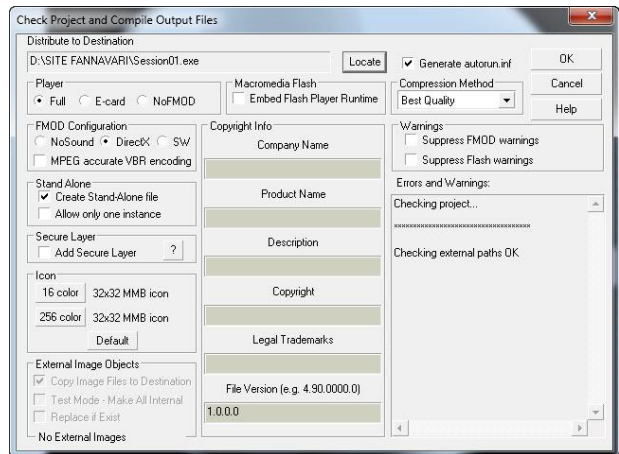 Check Project and Compile Output Files
Distribute to Destination
D:\SITE FANNAVARI\Session01.exe
Locate
Generate autorun.inf
OK
Player
Full
E-card
NoFMOD
Macromedia Flash
Embed Flash Player Runtime
Compression Method
Best Quality
Cancel
Help
FMOD Configuration
NoSound
DirectX
SW
MPEG accurate VBR encoding
Stand Alone
Create Stand-Alone file
Allow only one instance
Secure Layer
Add Secure Layer
?
Icon
16 color
32x32 MMB icon
256 color
32x32 MMB icon
Default
External Image Objects
Copy Image Files to Destination
Test Mode - Make All Internal
Replace if Exist
No External Images
Copyright Info
Company Name
Product Name
Description
Copyright
Legal Trademarks
File Version (e.g. 4.90.0000.0)
1.0.0.0
Warnings
Suppress FMOD warnings
Suppress Flash warnings
Errors and Warnings:
Checking project...
Checking external paths OK